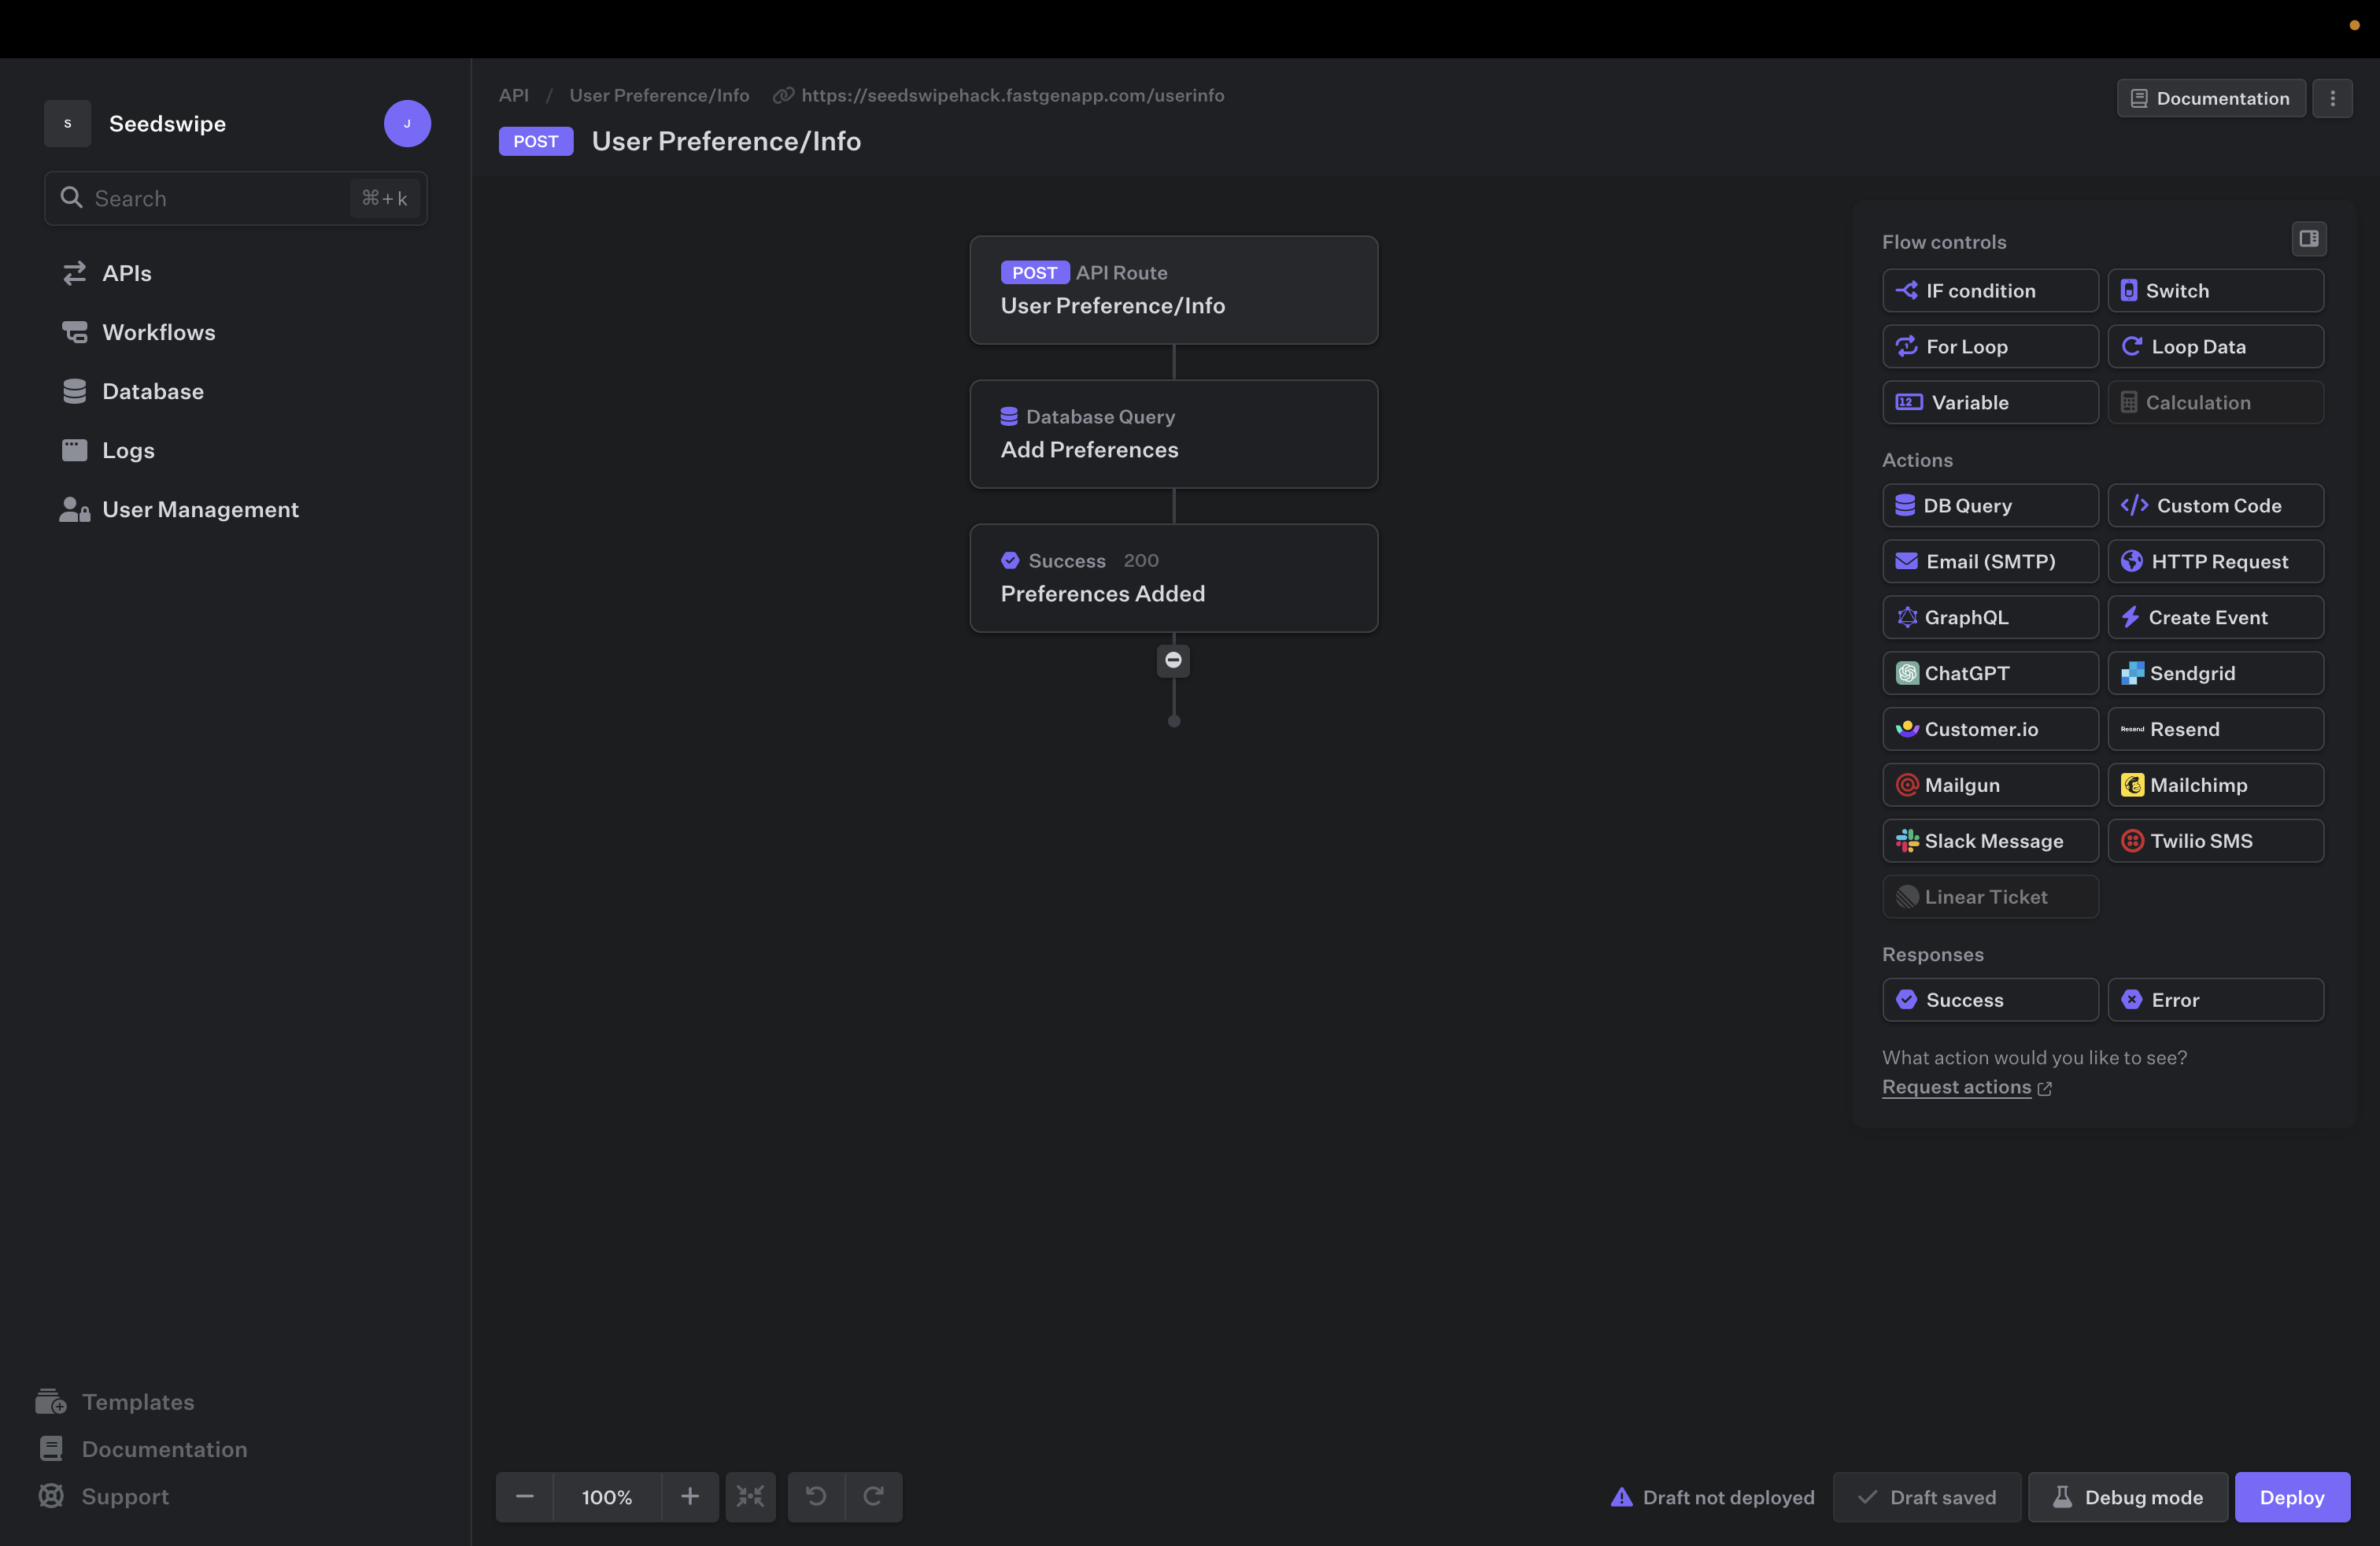 S Seedswipe J
Search ⌘+k
APIs
Workflows
Database
Logs
User Management
Templates
Documentation
Support
API / User Preference/Info https://seedswipehack.fastgenapp.com/userinfo
POST User Preference/Info
Documentation
POST API Route
User Preference/Info
Database Query
Add Preferences
Success 200
Preferences Added
Flow controls
IF condition Switch
For Loop Loop Data
12 Variable Calculation
Actions
DB Query Custom Code
Email (SMTP) HTTP Request
GraphQL Create Event
ChatGPT Sendgrid
Customer.io Resend Resend
Mailgun Mailchimp
Slack Message Twilio SMS
Linear Ticket
Responses
Success Error
What action would you like to see?
Request actions
100%
Draft not deployed Draft saved Debug mode Deploy